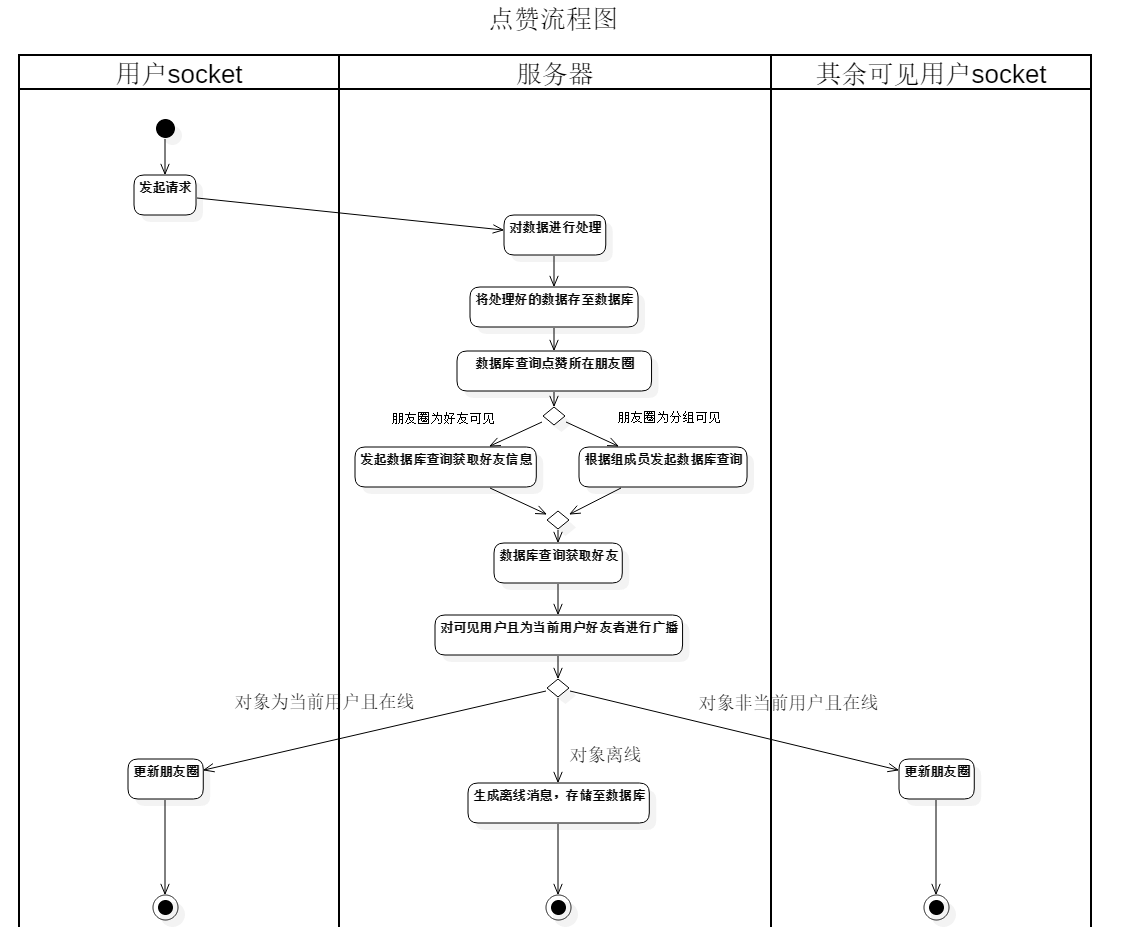 点赞流程图
用户socket
服务器
其余可见用户socket
发起请求
对数据进行处理
将处理好的数据存至数据库
数据库查询点赞所在朋友圈
朋友圈为好友可见
朋友圈为分组可见
发起数据库查询获取好友信息
根据组成员发起数据库查询
数据库查询获取好友
对可见用户且为当前用户好友者进行广播
对象为当前用户且在线
对象非当前用户且在线
对象离线
更新朋友圈
生成离线消息，存储至数据库
更新朋友圈